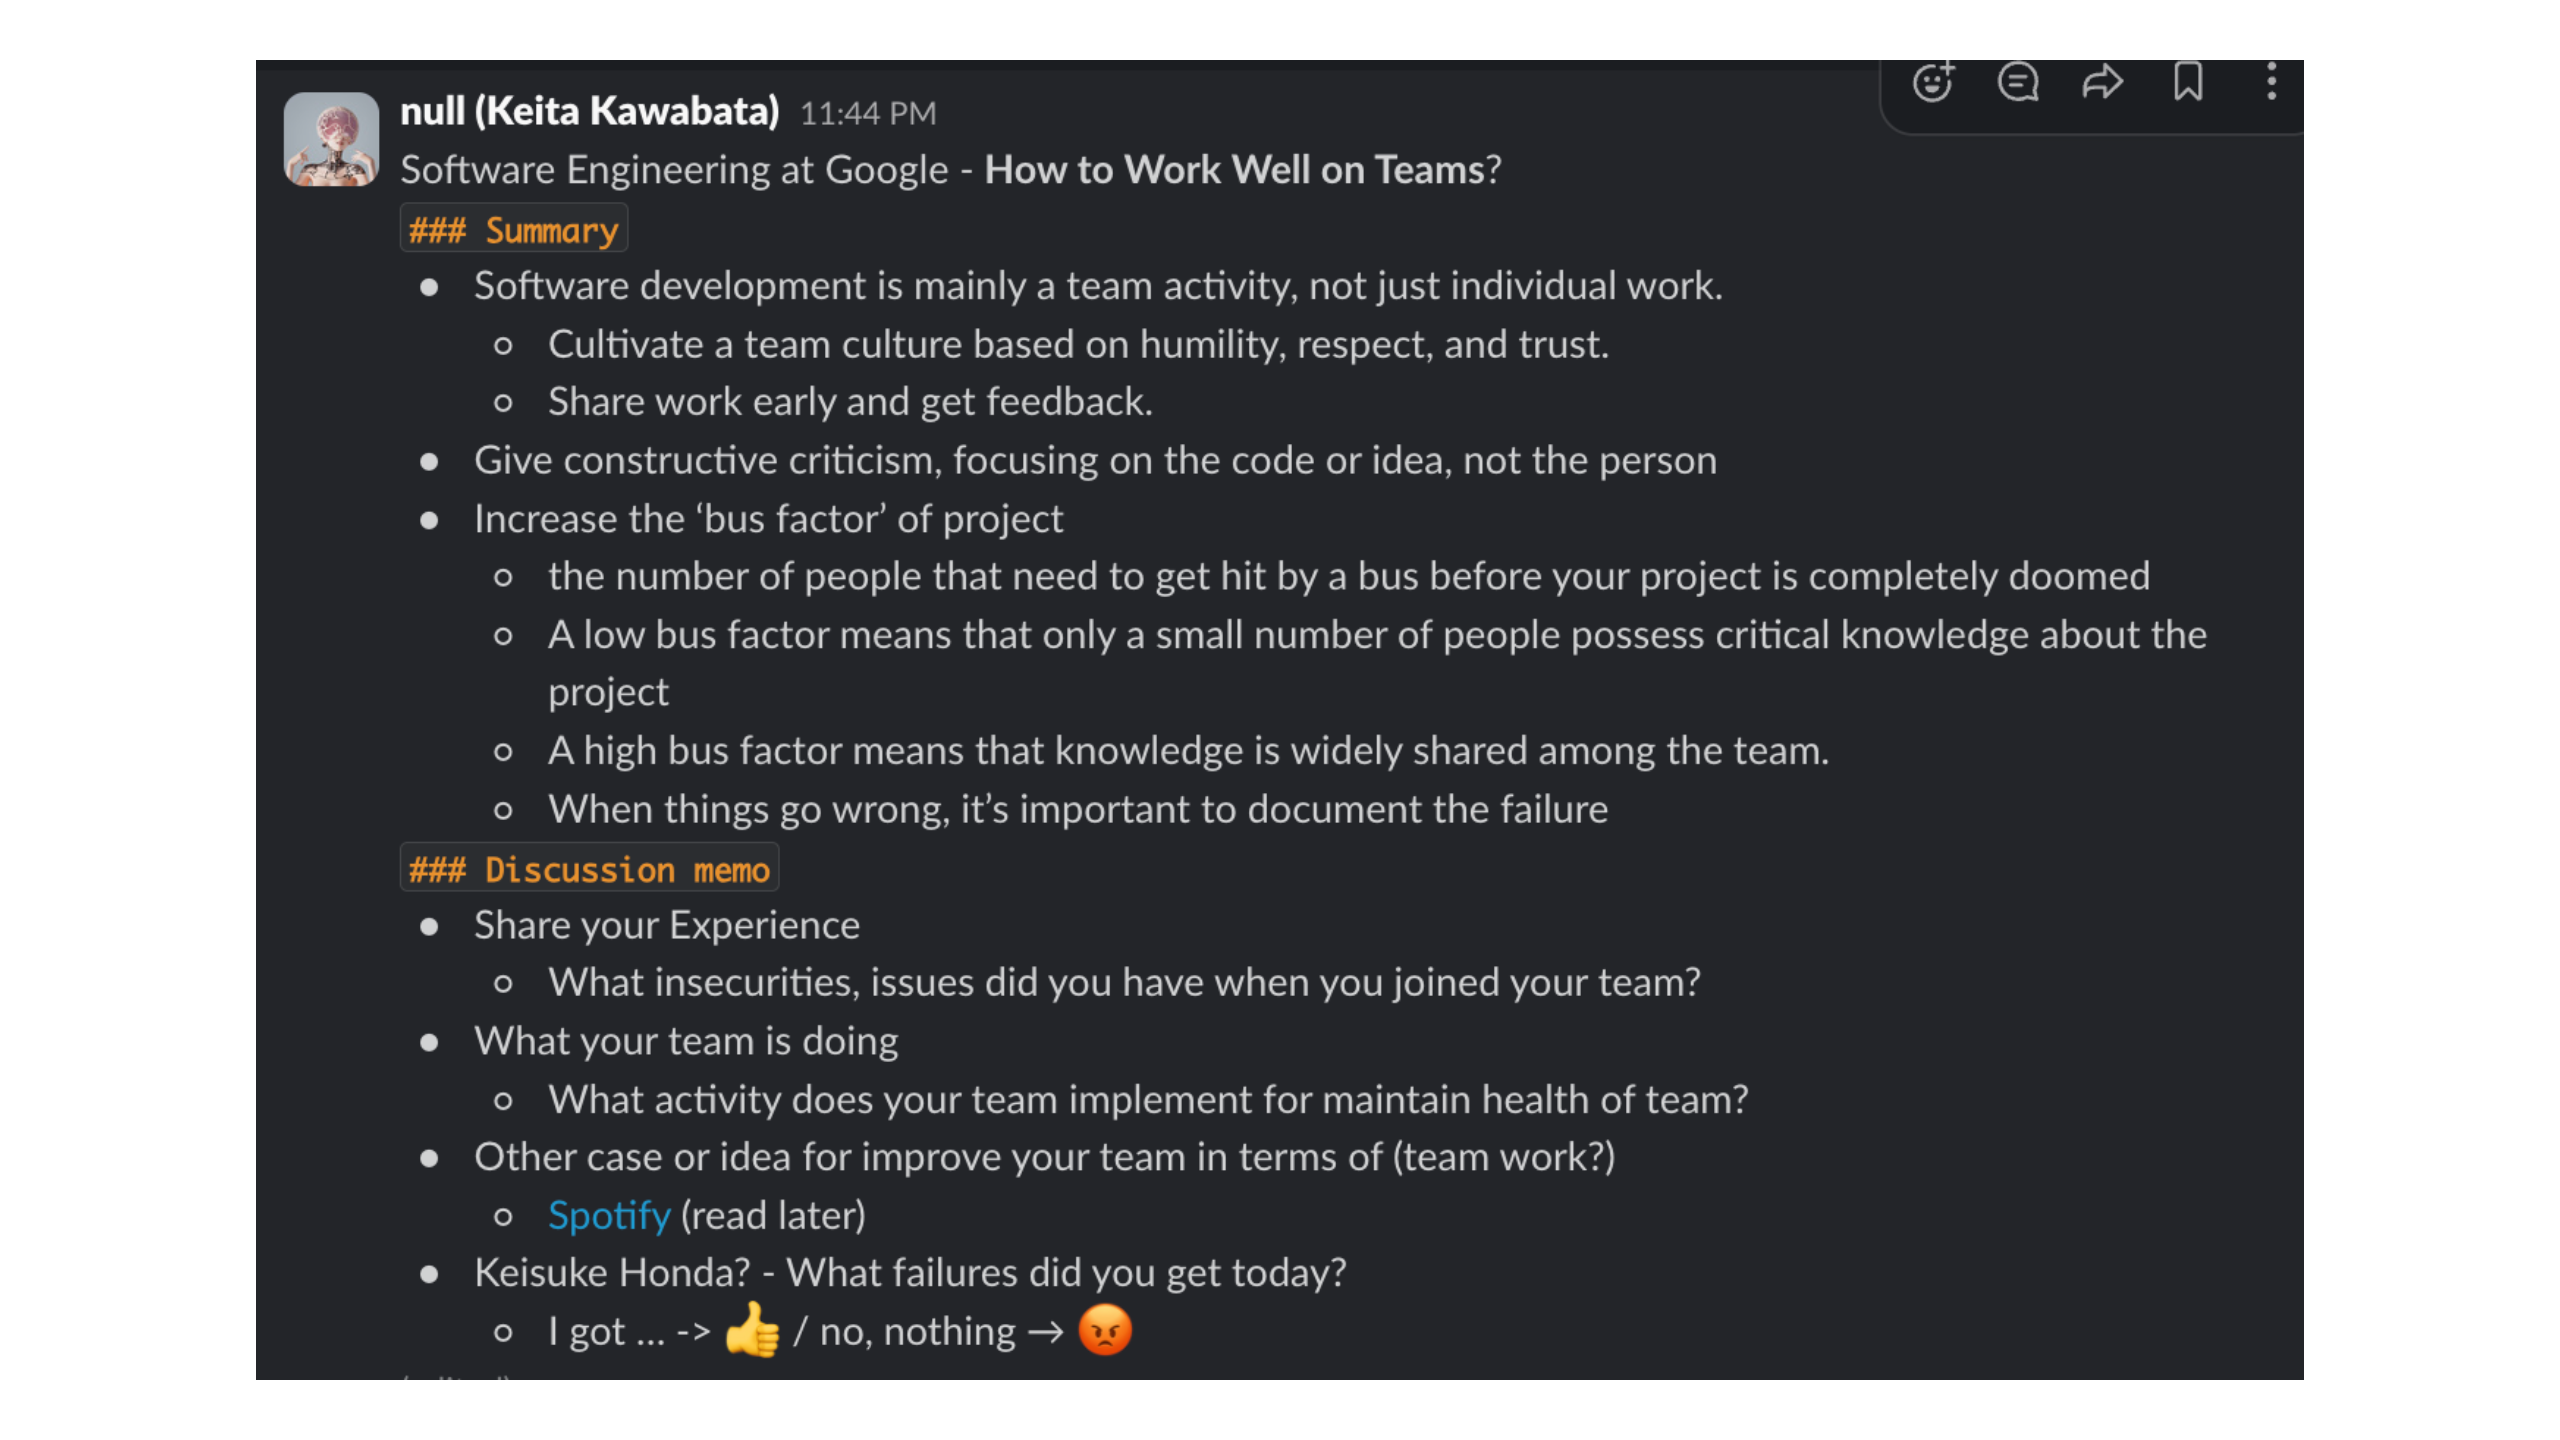 null (Keita Kawabata) 11:44 PM
Software Engineering at Google - How to Work Well on Teams?
### Summary
● Software development is mainly a team activity, not just individual work.
○ Cultivate a team culture based on humility, respect, and trust.
○ Share work early and get feedback.
● Give constructive criticism, focusing on the code or idea, not the person
● Increase the ‘bus factor’ of project
○ the number of people that need to get hit by a bus before your project is completely doomed
○ A low bus factor means that only a small number of people possess critical knowledge about the
project
○ A high bus factor means that knowledge is widely shared among the team.
○ When things go wrong, it’s important to document the failure
### Discussion memo
● Share your Experience
○ What insecurities, issues did you have when you joined your team?
● What your team is doing
○ What activity does your team implement for maintain health of team?
● Other case or idea for improve your team in terms of (team work?)
○ Spotify (read later)
● Keisuke Honda? - What failures did you get today?
○ I got ... -> 👍 / no, nothing → 😡